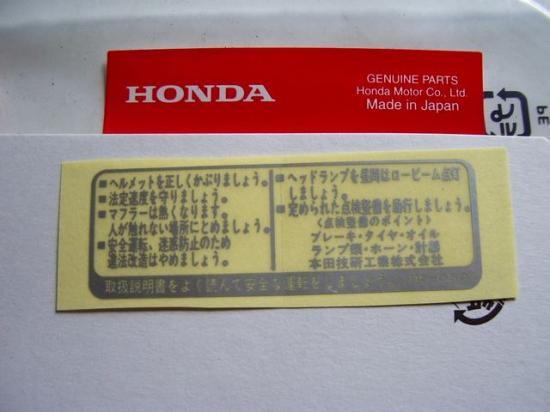 HONDA
GENUINE PARTS
Honda Motor Co., Ltd.
Made in Japan
■ヘルメットを正しくかぶりましょう。
■法定速度を守りましょう。
■マフラーは熱くなります。
人が触れない場所にとめましょう。
■安全運転、迷惑防止のため
違法改造はやめましょう。
■ヘッドランプを昼間はロービーム点灯
しましょう。
■定められた点検整備を励行しましょう。
(点検整備のポイント)
ブレーキ・タイヤ・オイル
ランプ類・ホーン・計器
本田技研工業株式会社
取扱説明書をよく読んで安全な運転をしましょう
PE